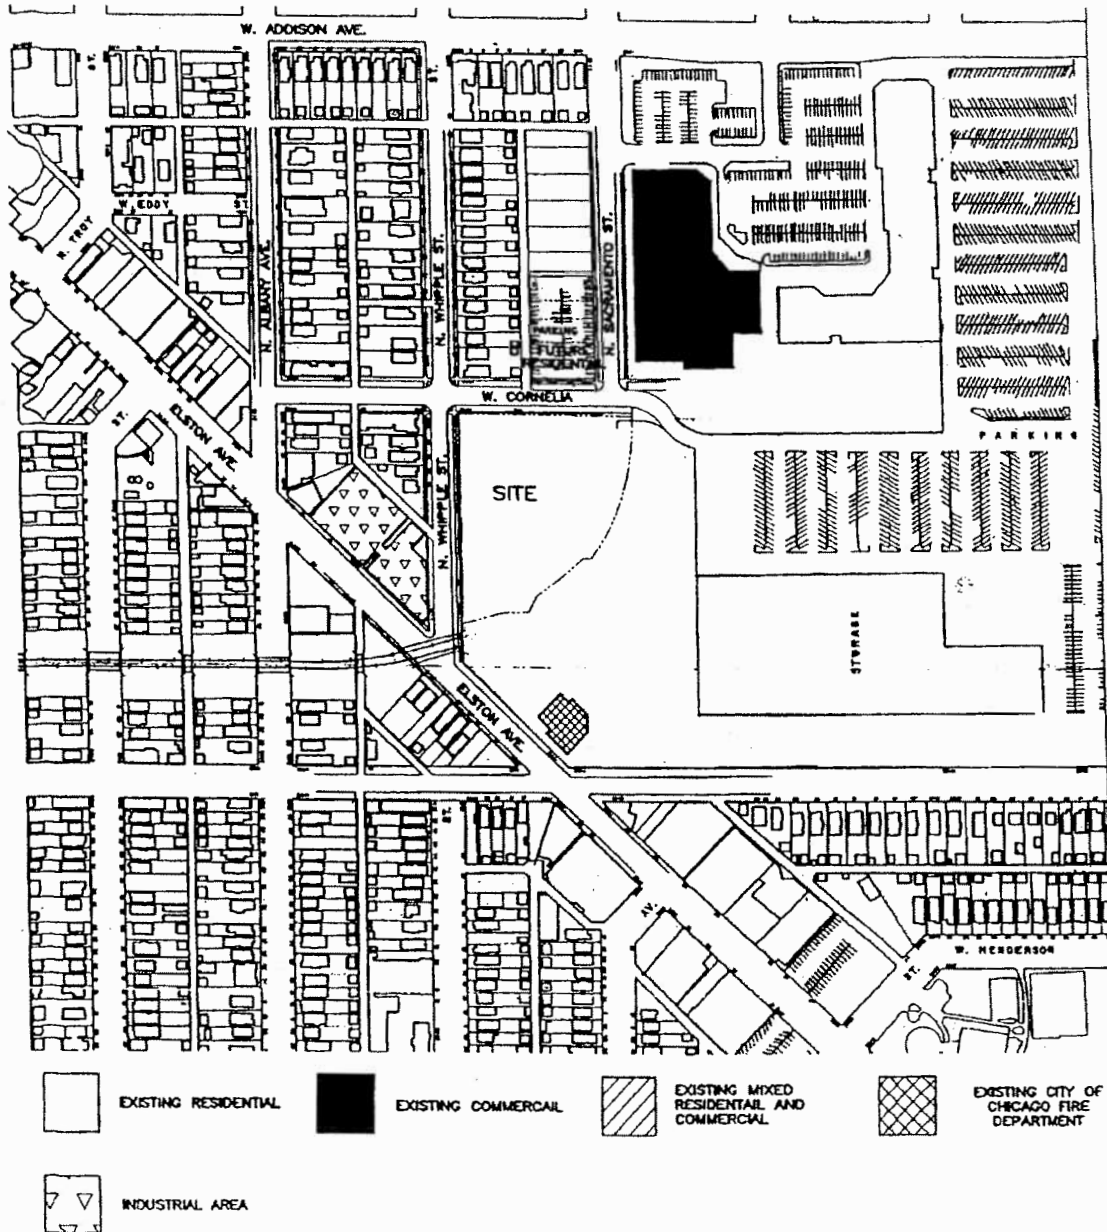 W. ADDISON AVE.
ST.
ST.
W. EDDY
ST.
N. TROY
N. ALBANY AVE.
N. WHIPPLE ST.
N. SACRAMENTO ST.
PARKING
FUTURE
RESIDENTIAL
W. CORNELIA
PARKING
ST.
ELSTON AVE.
N. WHIPPLE ST.
SITE
STORAGE
ELSTON AVE.
ST.
AV.
W. HENDERSON
ST.
EXISTING RESIDENTIAL
EXISTING COMMERCAIL
EXISTING MIXED
RESIDENTAIL AND
COMMERCIAL
EXISTING CITY OF
CHICAGO FIRE
DEPARTMENT
INDUSTRIAL AREA